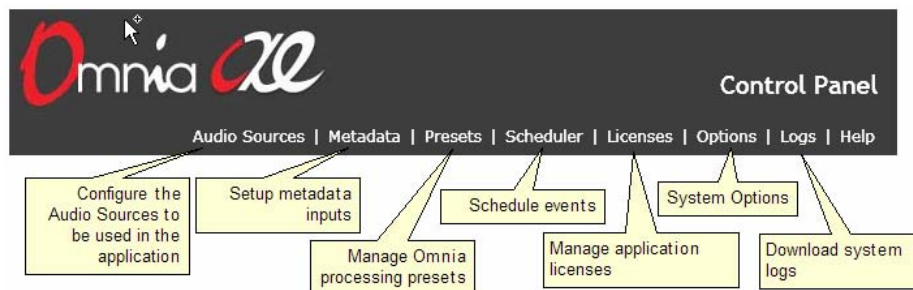 Omnia axe
Control Panel
Audio Sources | Metadata | Presets | Scheduler | Licenses | Options | Logs | Help
Configure the
Audio Sources to
be used in the
application
Setup metadata
inputs
Manage Omnia
processing presets
Schedule events
Manage application
licenses
System Options
Download system
logs